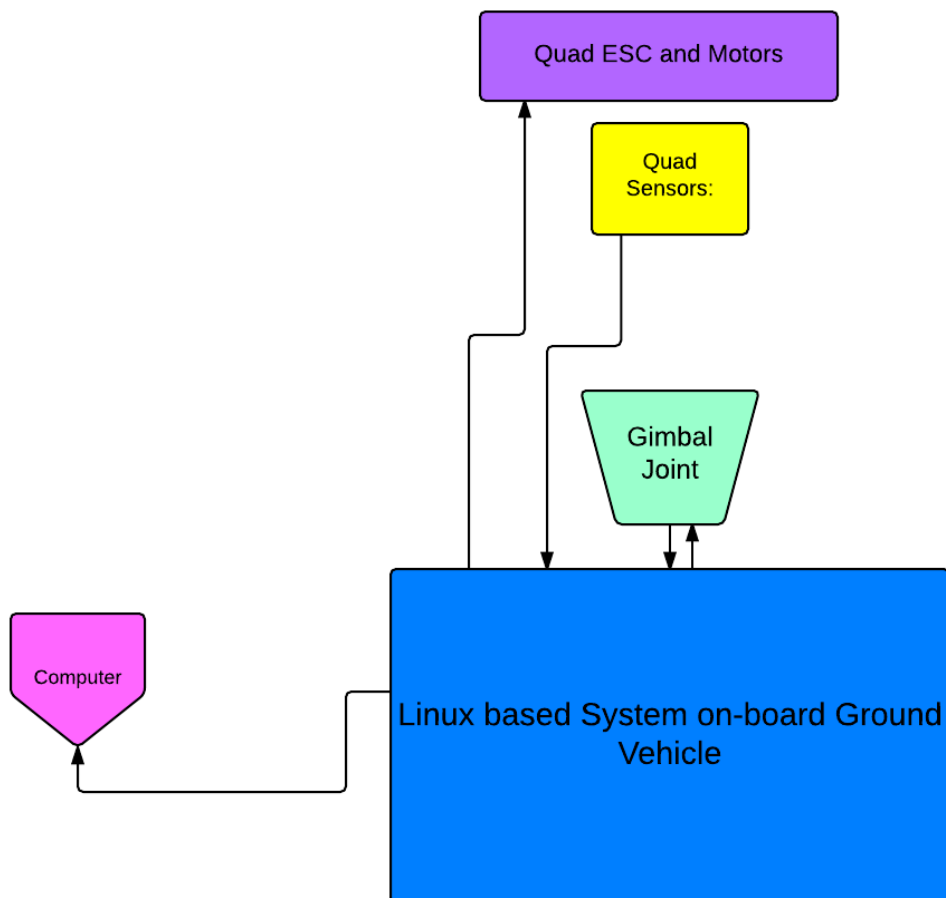 Quad ESC and Motors
Quad
Sensors:
Gimbal
Joint
Computer
Linux based System on-board Ground
Vehicle